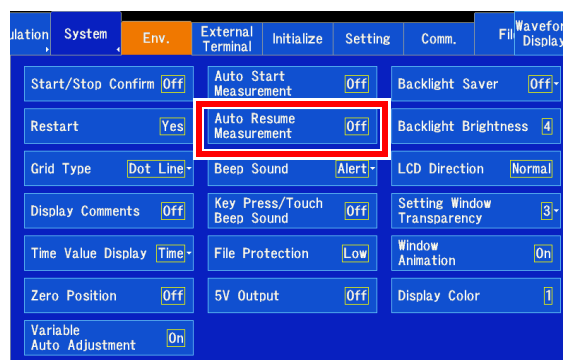 ulation
System
Env.
External
Terminal
Initialize
Setting
Comm.
Fil
Wavefor
Display
Start/Stop Confirm Off
Auto Start
Measurement
Off
Backlight Saver Off
Restart Yes
Auto Resume
Measurement
Off
Backlight Brightness 4
Grid Type Dot Line
Beep Sound Alert
LCD Direction Normal
Display Comments Off
Key Press/Touch
Beep Sound
Off
Setting Window
Transparency
3
Time Value Display Time
File Protection Low
Window
Animation
On
Zero Position Off
5V Output Off
Display Color 1
Variable
Auto Adjustment
On